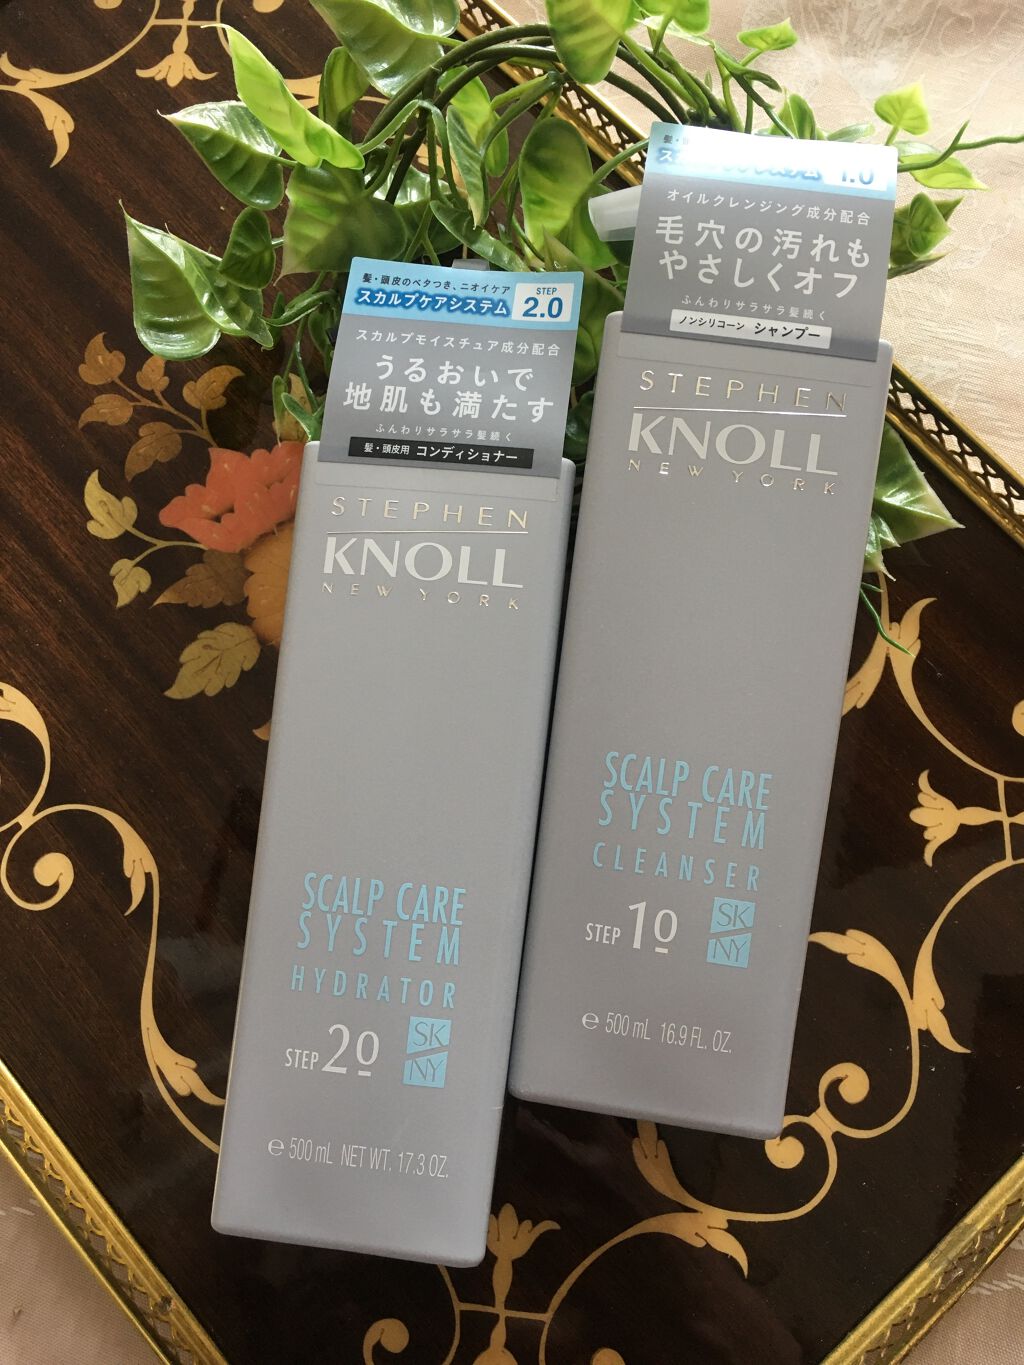 髪・頭皮のベタつき、ニオイケア
スカルプケアシステム
STEP
2.0
スカルプモイスチュア成分配合
うるおいで
地肌も満たす
ふんわりサラサラ髪続く
髪・頭皮用 コンディショナー
STEPHEN
KNOLL
NEW YORK
SCALP CARE
SYSTEM
HYDRATOR
STEP 2.0
SK
NY
℮ 500 mL NET WT. 17.3 OZ.
1.0
オイルクレンジング成分配合
毛穴の汚れも
やさしくオフ
ふんわりサラサラ髪続く
ノンシリコーン シャンプー
STEPHEN
KNOLL
NEW YORK
SCALP CARE
SYSTEM
CLEANSER
STEP 1.0
SK
NY
℮ 500 mL 16.9 FL. OZ.